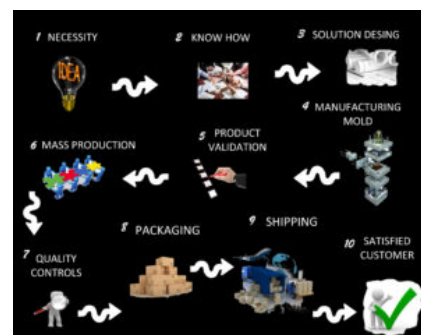 1 NECESSITY
IDEA
2 KNOW HOW
3 SOLUTION DESING
4 MANUFACTURING
MOLD
5 PRODUCT
VALIDATION
6 MASS PRODUCTION
7 QUALITY
CONTROLS
8 PACKAGING
9 SHIPPING
10 SATISFIED
CUSTOMER